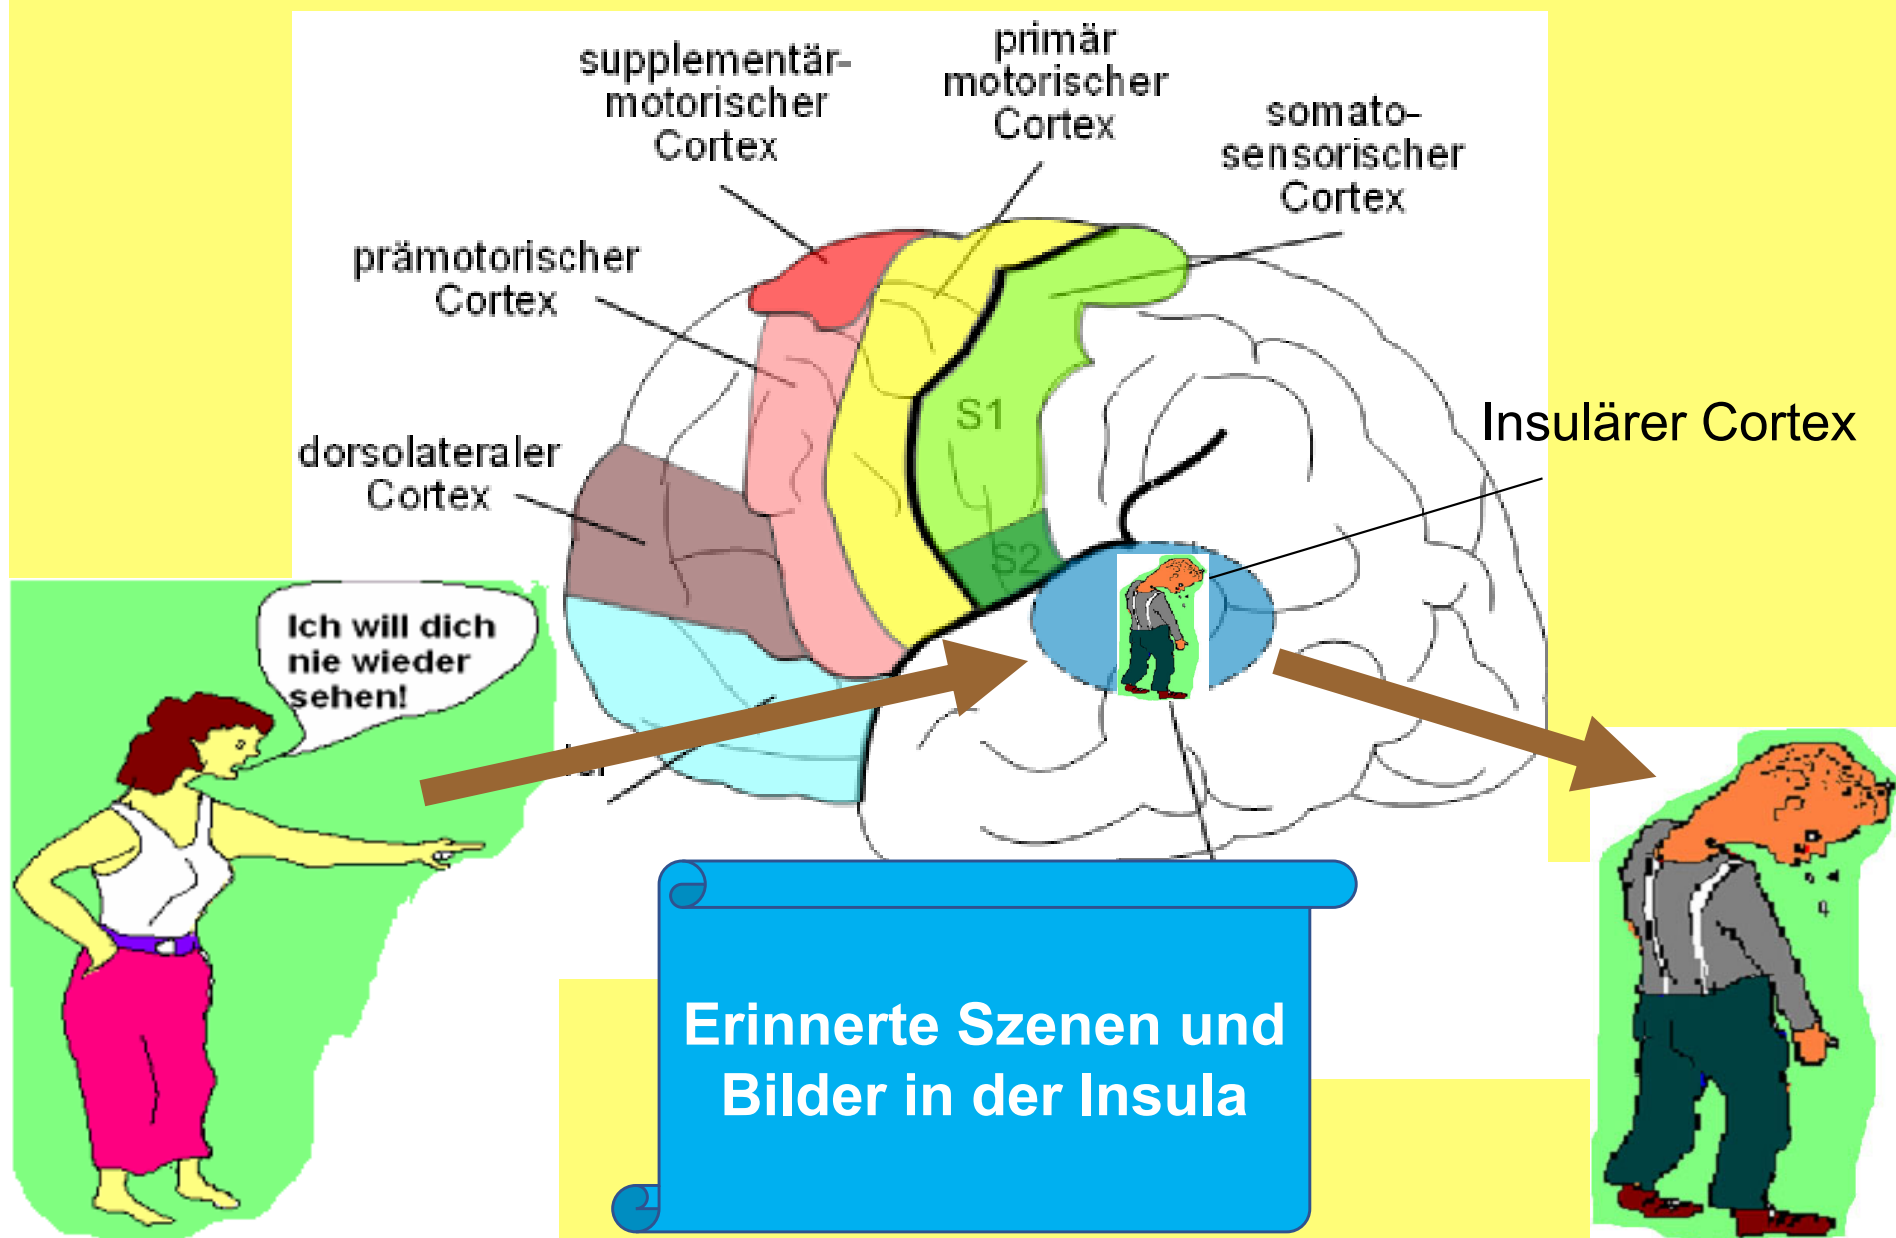 supplementär-
motorischer
Cortex
primär
motorischer
Cortex
somato-
sensorischer
Cortex
prämotorischer
Cortex
dorsolateraler
Cortex
S1
S2
Insulärer Cortex
Ich will dich
nie wieder
sehen!
Erinnerte Szenen und
Bilder in der Insula